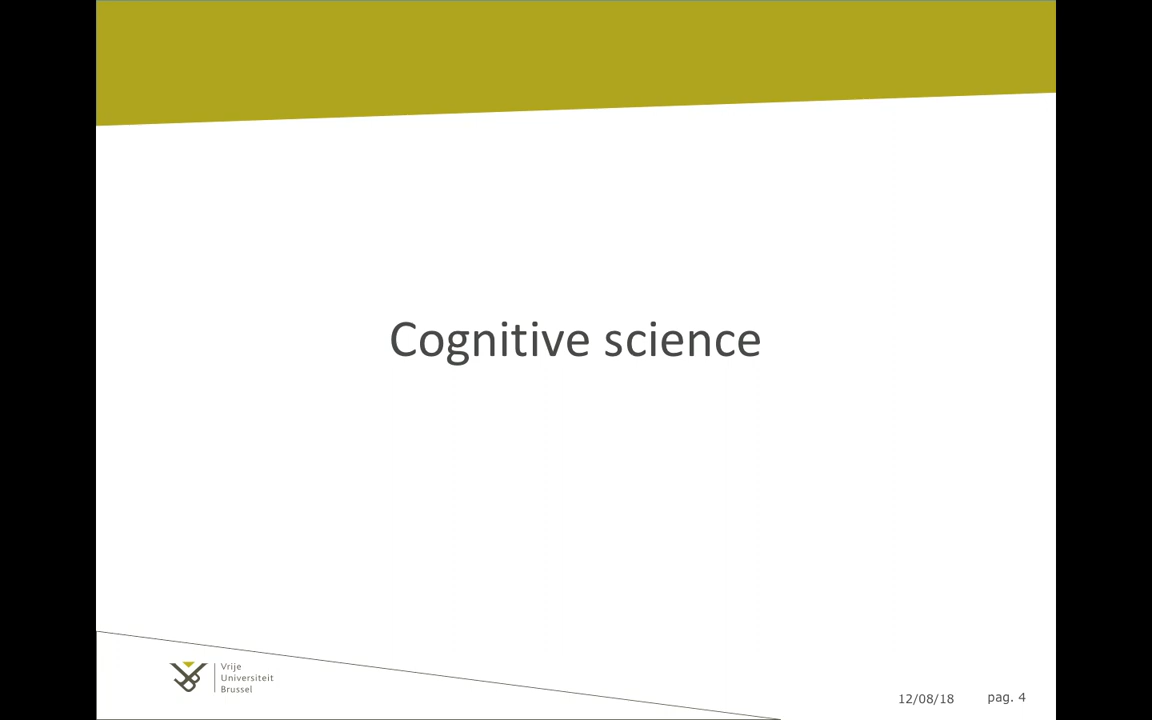 Cognitive science
Vrije
Universiteit
Brussel
12/08/18
pag. 4